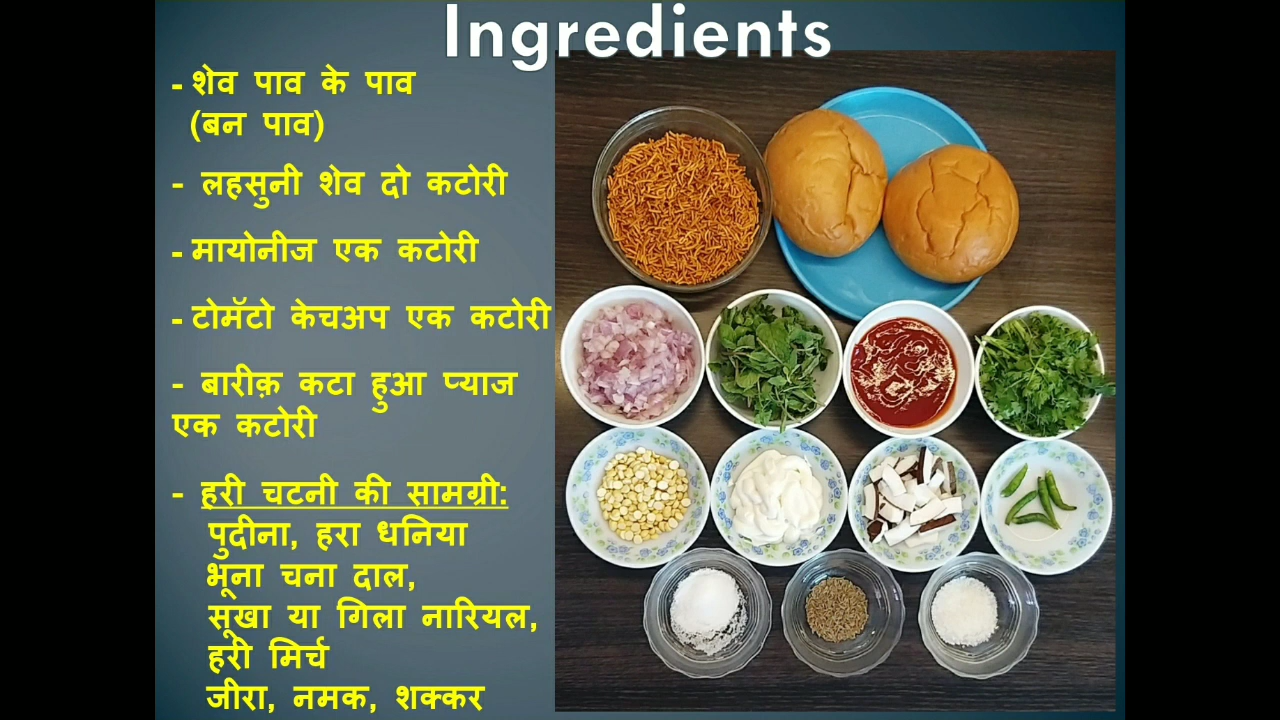 Ingredients
- शेव पाव के पाव
(बन पाव)
- लहसुनी शेव दो कटोरी
- मायोनीज एक कटोरी
- टोमॅटो केचअप एक कटोरी
- बारीक़ कटा हुआ प्याज
एक कटोरी
- हरी चटनी की सामग्री:
पुदीना, हरा धनिया
भूना चना दाल,
सूखा या गिला नारियल,
हरी मिर्च
जीरा, नमक, शक्कर